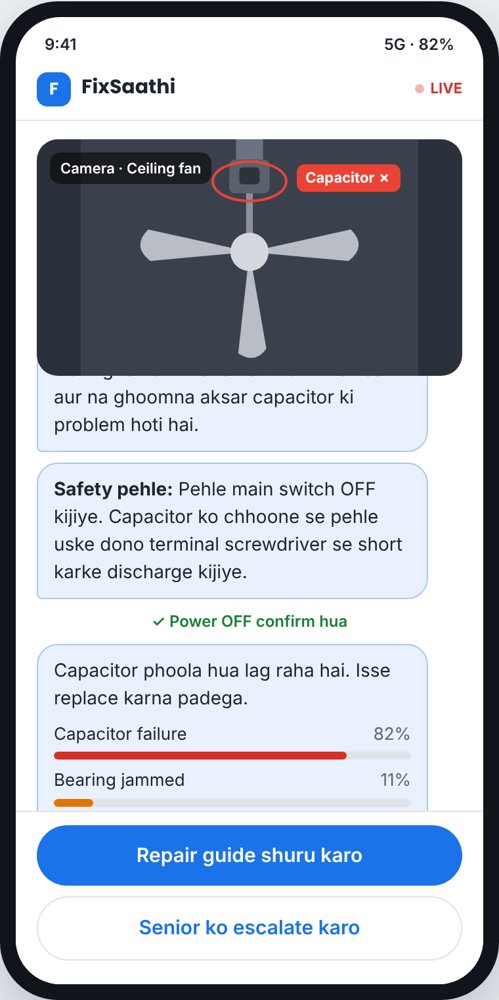 9:41
5G · 82%
F
FixSaathi
LIVE
Camera · Ceiling fan
Capacitor ×
aur na ghoomna aksar capacitor ki
problem hoti hai.
Safety pehle: Pehle main switch OFF
kijiye. Capacitor ko chhoone se pehle
uske dono terminal screwdriver se short
karke discharge kijiye.
✓ Power OFF confirm hua
Capacitor phoola hua lag raha hai. Isse
replace karna padega.
Capacitor failure 82%
Bearing jammed 11%
Repair guide shuru karo
Senior ko escalate karo